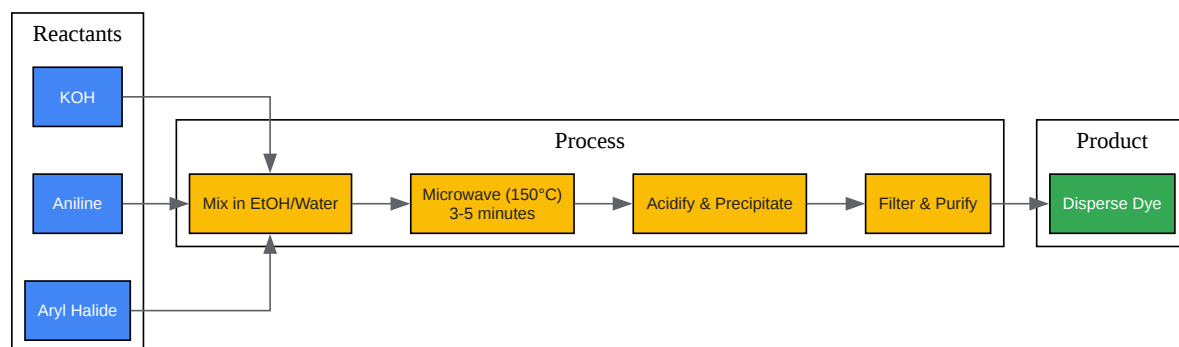 Reactants
KOH
Aniline
Aryl Halide
Process
Mix in EtOH/Water
Microwave (150°C)
3-5 minutes
Acidify & Precipitate
Filter & Purify
Product
Disperse Dye